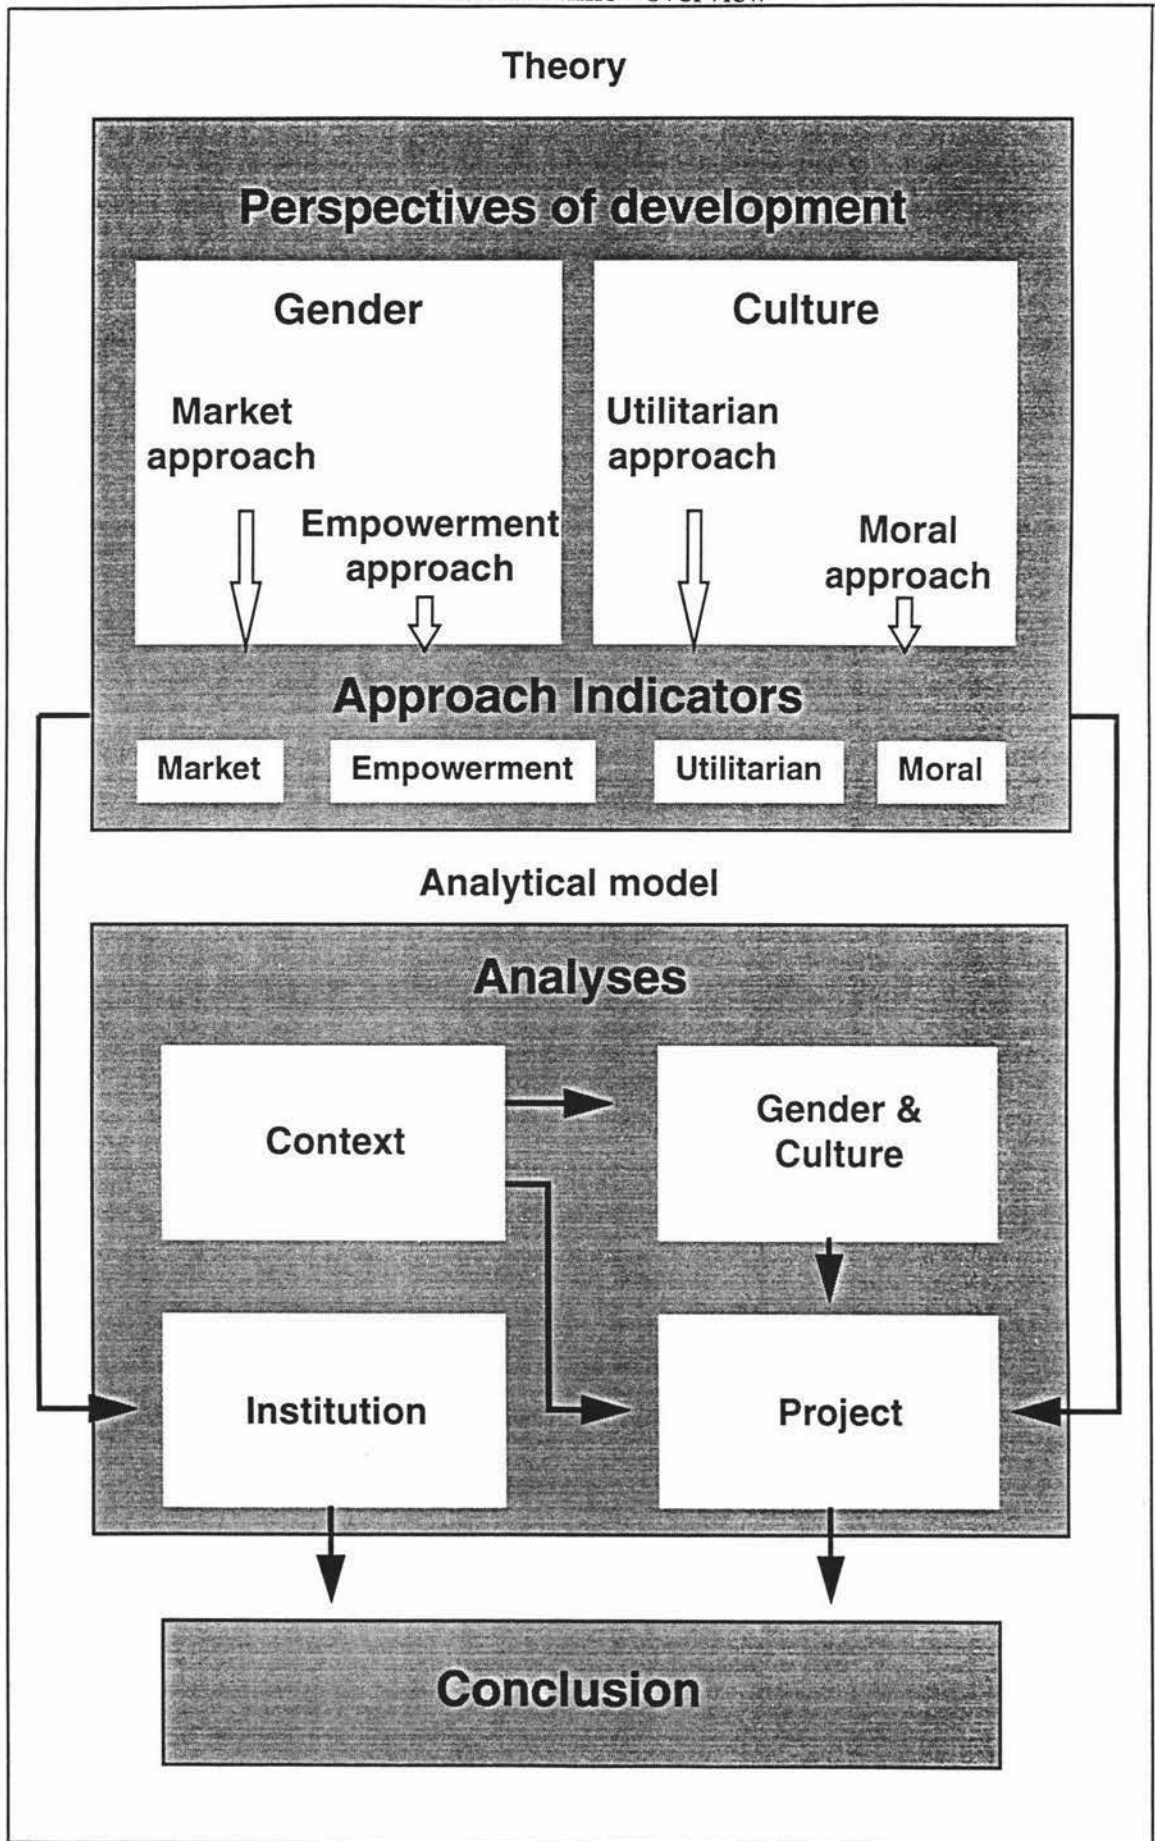 overview
Theory
Perspectives of development
Gender
Culture
Market
approach
Empowerment
approach
Utilitarian
approach
Moral
approach
Approach Indicators
Market
Empowerment
Utilitarian
Moral
Analytical model
Analyses
Context
Gender &
Culture
Institution
Project
Conclusion